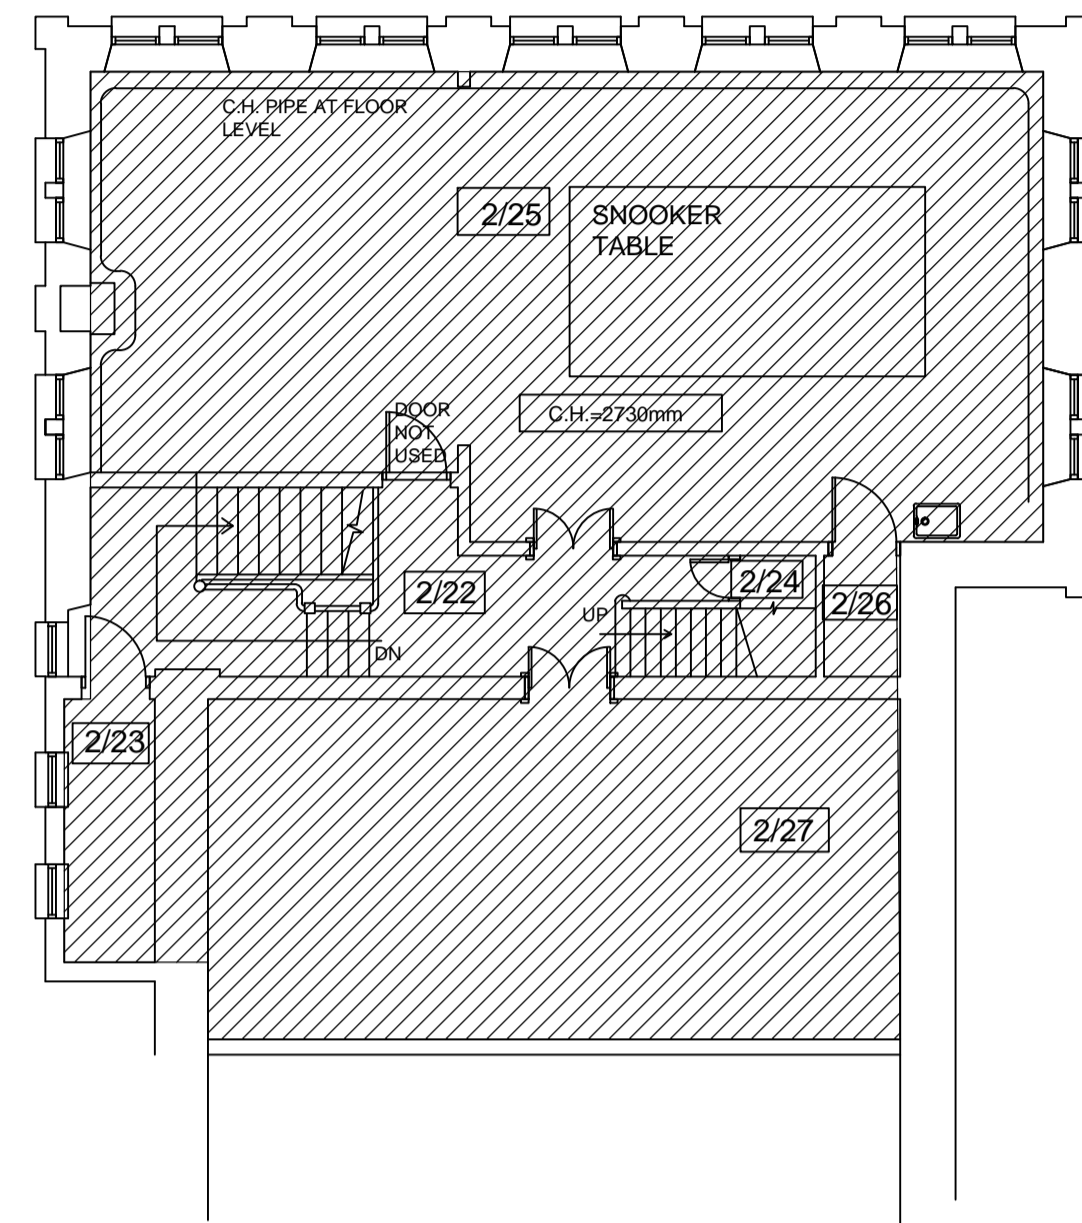 C.H. PIPE AT FLOOR
LEVEL
2/25
SNOOKER
TABLE
C.H.=2730mm
DOOR
NOT
USED
2/22
2/24
2/26
UP
DN
2/23
2/27